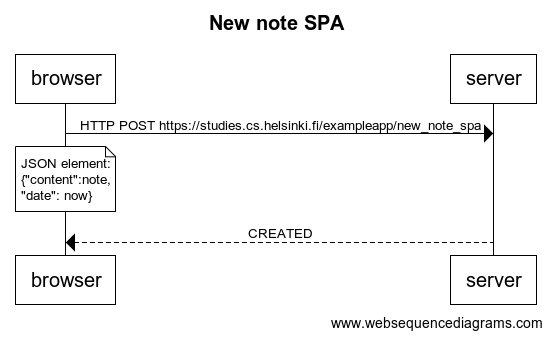 New note SPA
browser
server
HTTP POST https://studies.cs.helsinki.fi/exampleapp/new_note_spa
JSON element:
{"content":note,
"date": now}
CREATED
browser
server
www.websequencediagrams.com